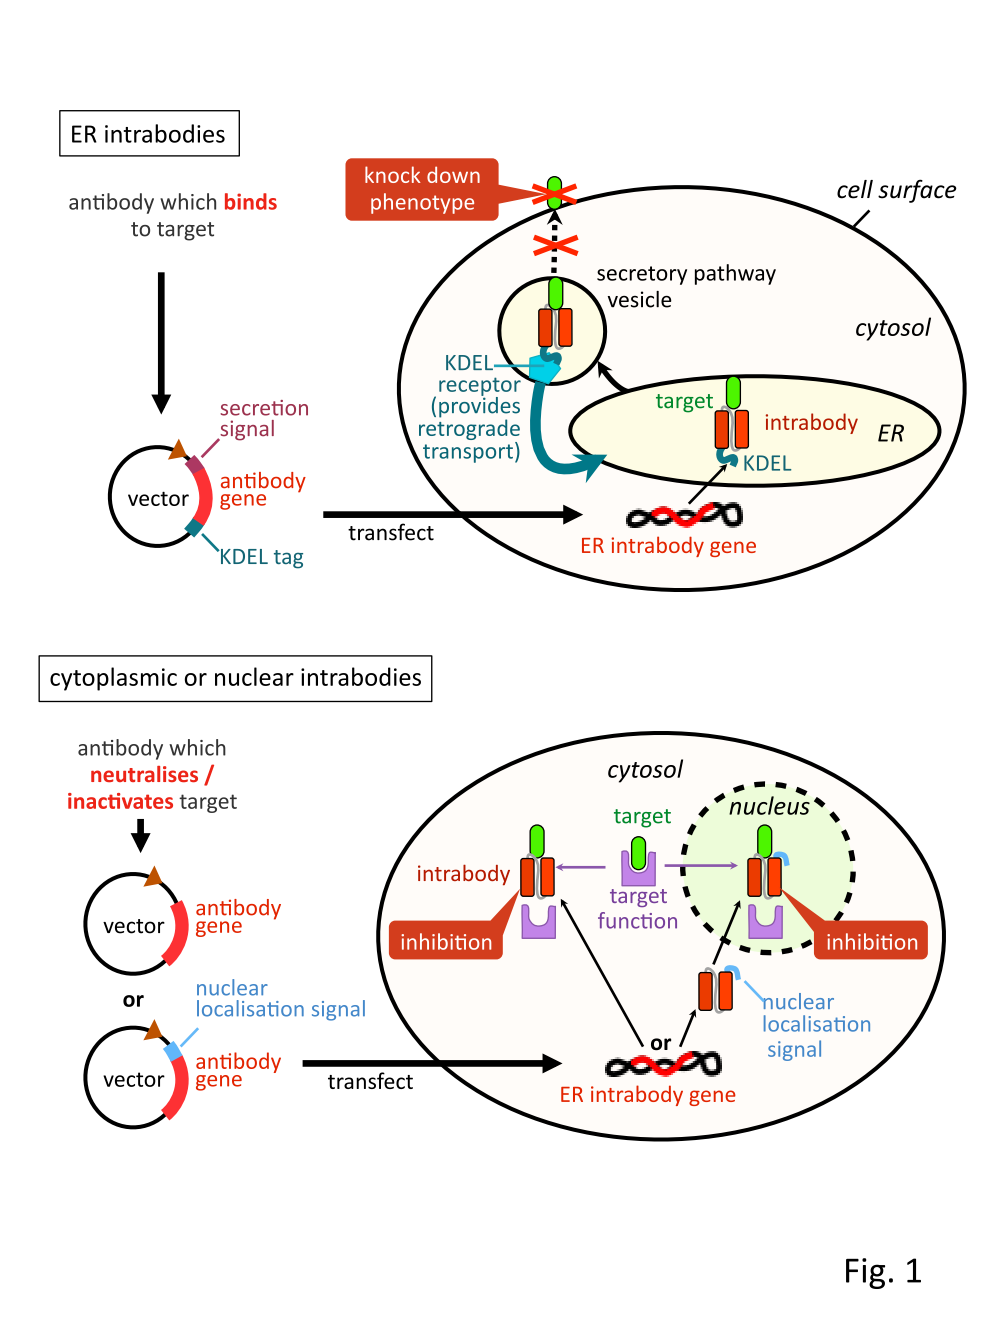 ER intrabodies
antibody which binds
to target
knock down
phenotype
cell surface
secretory pathway
vesicle
cytosol
KDEL
receptor
(provides
retrograde
transport)
target
intrabody
ER
KDEL
secretion
signal
antibody
gene
vector
KDEL tag
transfect
ER intrabody gene
cytoplasmic or nuclear intrabodies
antibody which
neutralises /
inactivates target
cytosol
nucleus
target
intrabody
target
function
inhibition
inhibition
antibody
gene
vector
or
nuclear
localisation signal
antibody
gene
vector
transfect
nuclear
localisation
signal
or
ER intrabody gene
Fig. 1